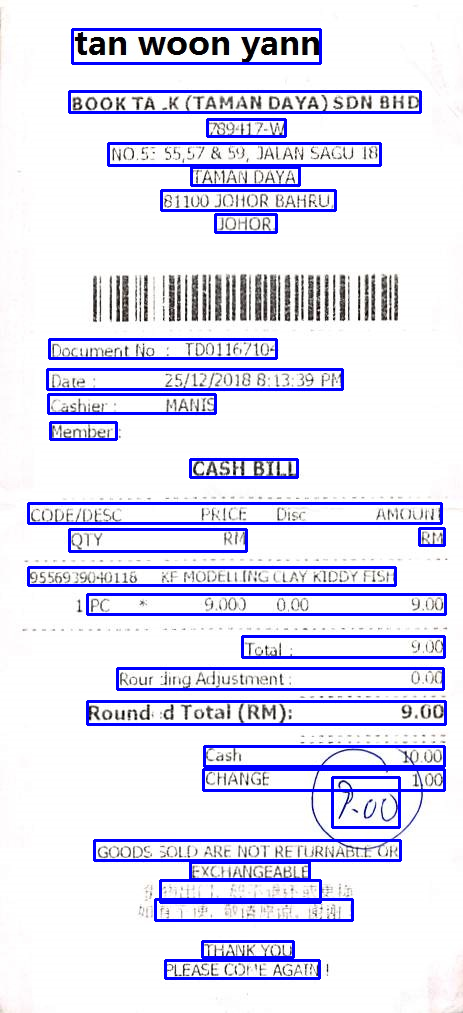 tan woon yann
BOOK TA .K (TAMAN DAYA) SDN BHD
789417-W
NO.53 55,57 & 59, JALAN SAGU 18
TAMAN DAYA
81100 JOHOR BAHRU,
JOHOR.
Document No : TD01167104
Date : 25/12/2018 8:13:39 PM
Cashier : MANIS
Member :
CASH BILL
CODE/DESC PRICE Disc AMOUNT
QTY RM RM
9556939040118 KF MODELLING CLAY KIDDY FISH
1 PC * 9.000 0.00 9.00
Total : 9.00
Rounding Adjustment : 0.00
Rounded Total (RM): 9.00
Cash 10.00
CHANGE 1.00
9.00
GOODS SOLD ARE NOT RETURNABLE OR
EXCHANGEABLE
THANK YOU
PLEASE COME AGAIN !